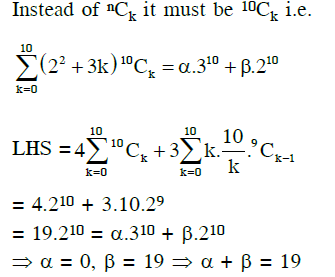 Instead of ⁿCₖ it must be ¹⁰Cₖ i.e.
10
∑ (2² + 3k) ¹⁰Cₖ = α.3¹⁰ + β.2¹⁰
k=0
10 10
LHS = 4∑ ¹⁰Cₖ + 3∑ k. 10/k . ⁹Cₖ₋₁
k=0 k=0
= 4.2¹⁰ + 3.10.2⁹
= 19.2¹⁰ = α.3¹⁰ + β.2¹⁰
⇒ α = 0, β = 19 ⇒ α + β = 19